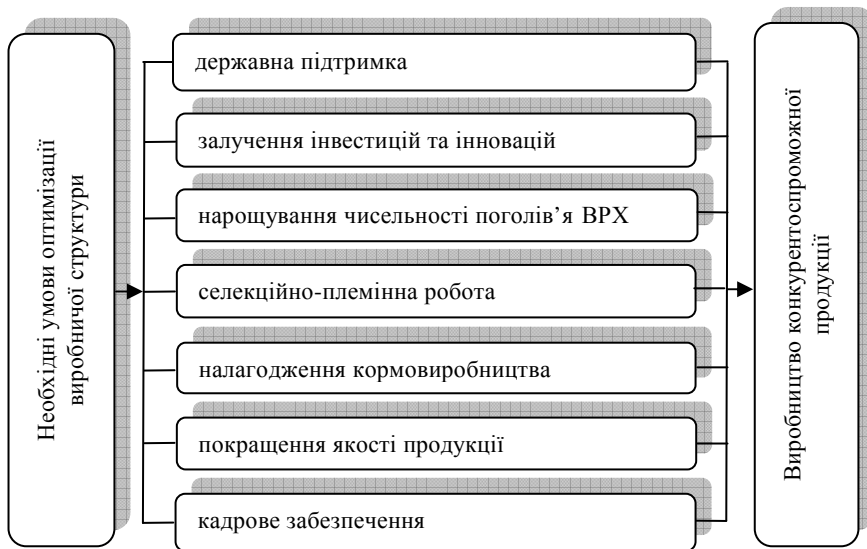 Необхідні умови оптимізації
виробничої структури
державна підтримка
залучення інвестицій та інновацій
нарощування чисельності поголів’я ВРХ
селекційно-племінна робота
налагодження кормовиробництва
покращення якості продукції
кадрове забезпечення
Виробництво конкурентоспроможної
продукції